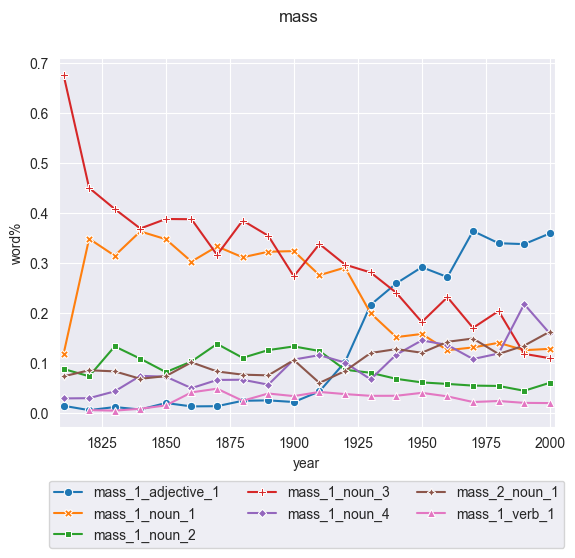 mass
0.7
0.6
0.5
0.4
0.3
0.2
0.1
0.0
word%
1825 1850 1875 1900 1925 1950 1975 2000
year
mass_1_adjective_1 mass_1_noun_3 mass_2_noun_1
mass_1_noun_1 mass_1_noun_4 mass_1_verb_1
mass_1_noun_2